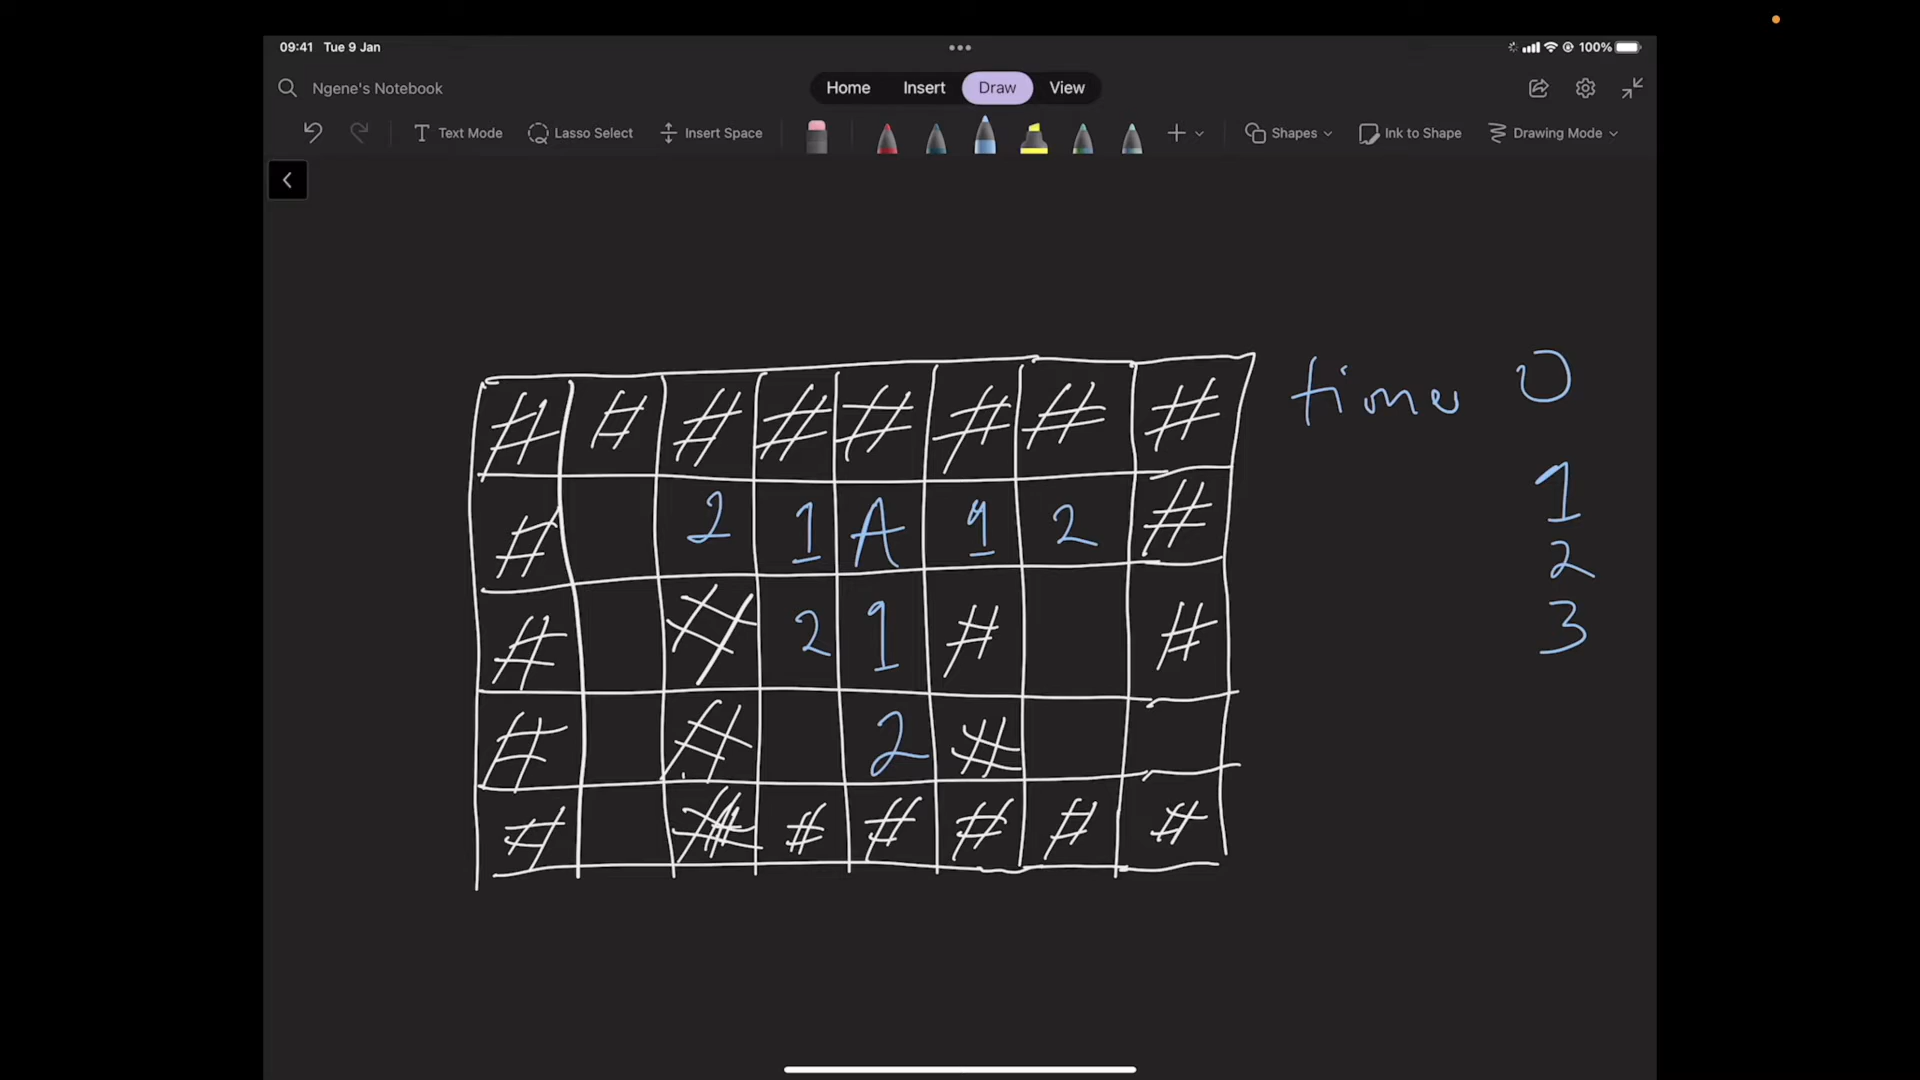 09:41 Tue 9 Jan 100%
Ngene's Notebook Home Insert Draw View
Text Mode Lasso Select Insert Space Shapes Ink to Shape Drawing Mode
# # # # # # # # time 0
# 2 1 A 1 2 # 1
2
# # 2 1 # # 3
# # 2 #
# # # # # # #